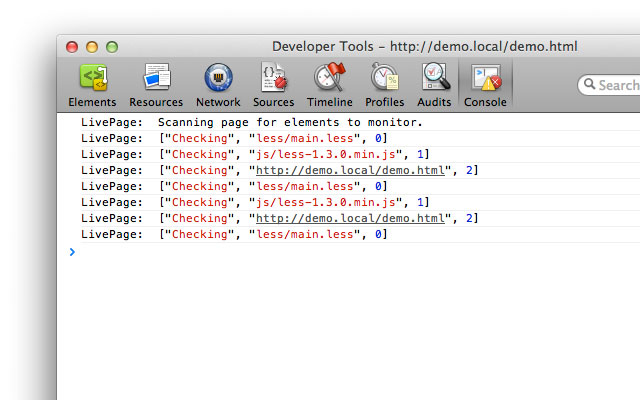 Developer Tools - http://demo.local/demo.html
Elements Resources Network Sources Timeline Profiles Audits Console Search
LivePage: Scanning page for elements to monitor.
LivePage: ["Checking", "less/main.less", 0]
LivePage: ["Checking", "js/less-1.3.0.min.js", 1]
LivePage: ["Checking", "http://demo.local/demo.html", 2]
LivePage: ["Checking", "less/main.less", 0]
LivePage: ["Checking", "js/less-1.3.0.min.js", 1]
LivePage: ["Checking", "http://demo.local/demo.html", 2]
LivePage: ["Checking", "less/main.less", 0]
>